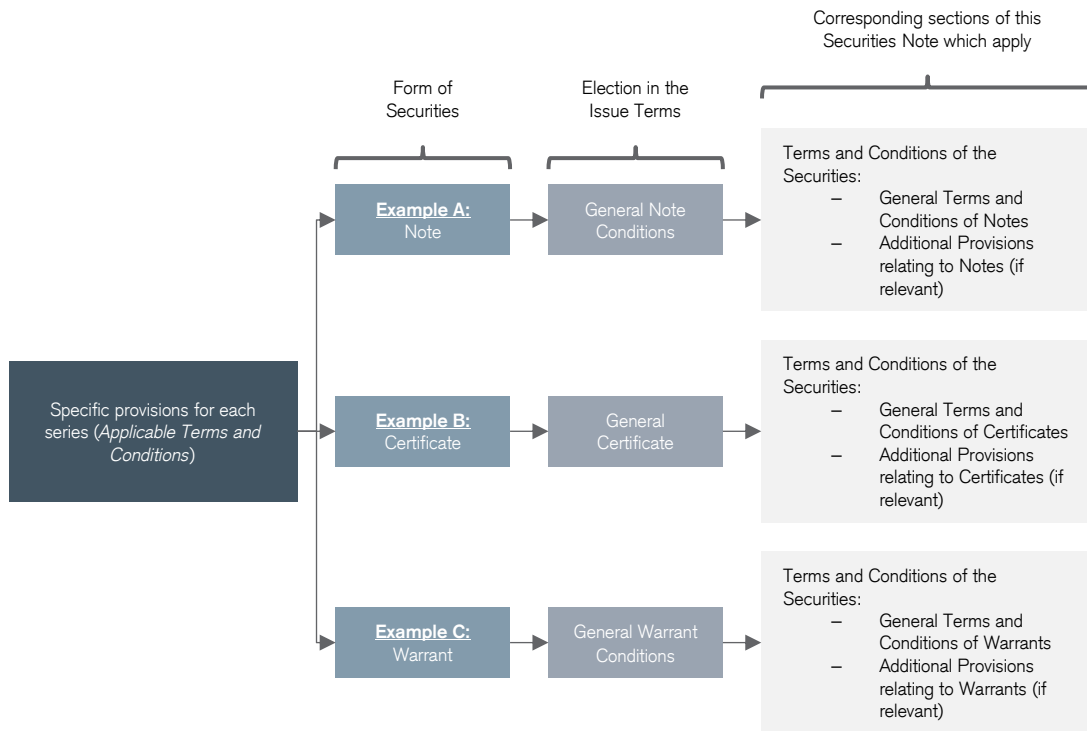 Corresponding sections of this
Securities Note which apply
Form of
Securities
Election in the
Issue Terms
Specific provisions for each
series (Applicable Terms and
Conditions)
Example A:
Note
General Note
Conditions
Terms and Conditions of the
Securities:
– General Terms and
Conditions of Notes
– Additional Provisions
relating to Notes (if
relevant)
Example B:
Certificate
General
Certificate
Terms and Conditions of the
Securities:
– General Terms and
Conditions of Certificates
– Additional Provisions
relating to Certificates (if
relevant)
Example C:
Warrant
General Warrant
Conditions
Terms and Conditions of the
Securities:
– General Terms and
Conditions of Warrants
– Additional Provisions
relating to Warrants (if
relevant)